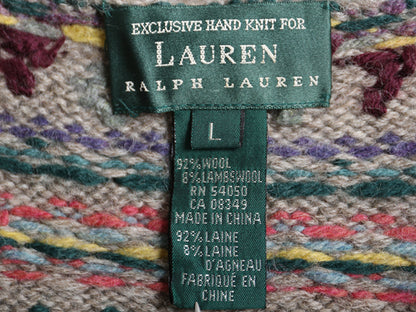 EXCLUSIVE HAND KNIT FOR
LAUREN
RALPH LAUREN
L
92% WOOL
8% LAMBSWOOL
RN 54050
CA 08349
MADE IN CHINA
92% LAINE
8% LAINE
D'AGNEAU
FABRIQUÉ EN
CHINE